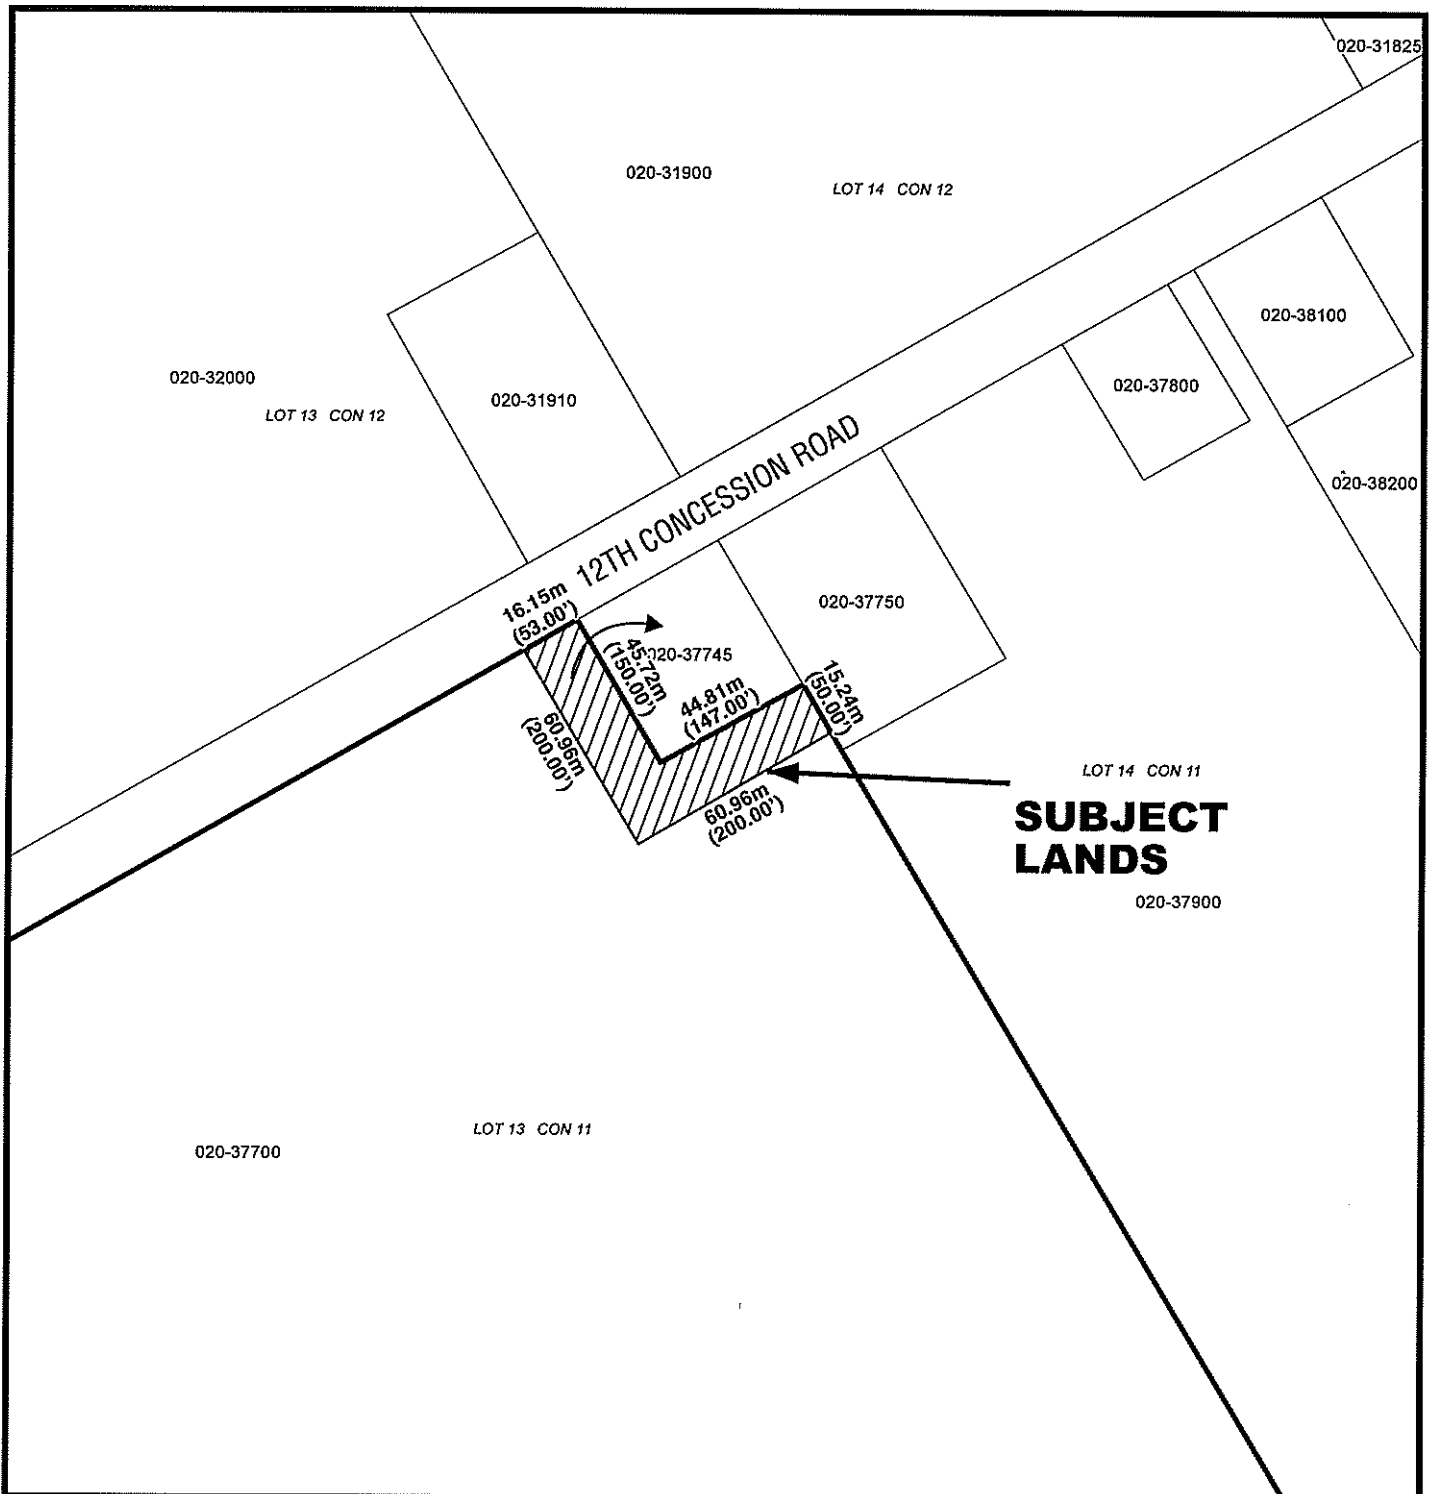 020-31825
020-31900
LOT 14 CON 12
020-38100
020-32000
LOT 13 CON 12
020-31910
020-37800
020-38200
12TH CONCESSION ROAD
020-37750
16.15m
(53.00')
45.72m
(150.00')
020-37745
44.81m
(147.00')
15.24m
(50.00')
60.96m
(200.00')
60.96m
(200.00')
LOT 14 CON 11
SUBJECT
LANDS
020-37900
LOT 13 CON 11
020-37700